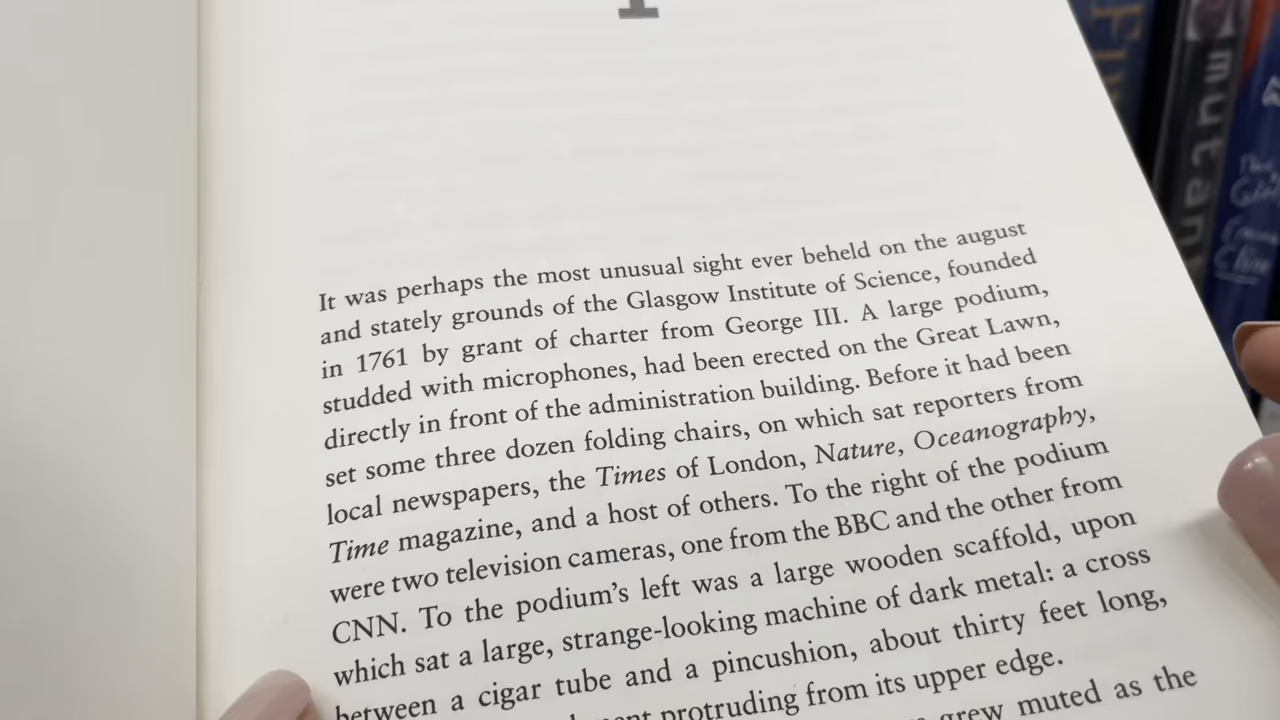 1
It was perhaps the most unusual sight ever beheld on the august
and stately grounds of the Glasgow Institute of Science, founded
in 1761 by grant of charter from George III. A large podium,
studded with microphones, had been erected on the Great Lawn,
directly in front of the administration building. Before it had been
set some three dozen folding chairs, on which sat reporters from
local newspapers, the Times of London, Nature, Oceanography,
Time magazine, and a host of others. To the right of the podium
were two television cameras, one from the BBC and the other from
CNN. To the podium's left was a large wooden scaffold, upon
which sat a large, strange-looking machine of dark metal: a cross
between a cigar tube and a pincushion, about thirty feet long,
protruding from its upper edge.
grew muted as the
mutan